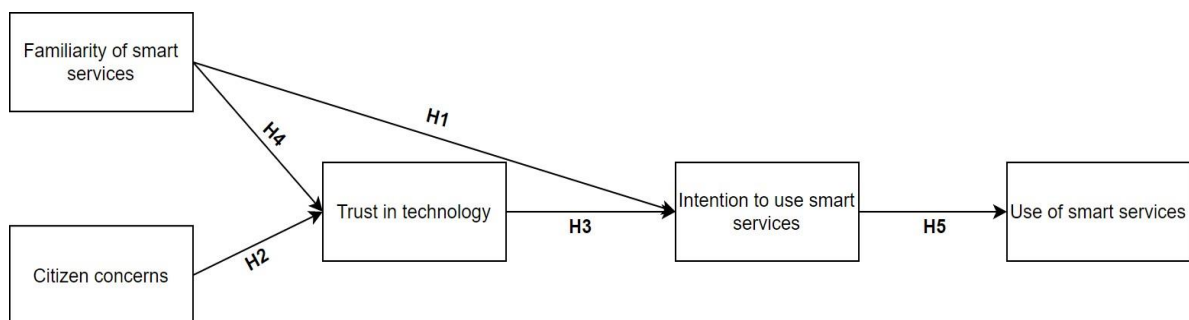 Familiarity of smart
services
H1
H4
Trust in technology
Intention to use smart
services
Use of smart services
H3
H5
H2
Citizen concerns